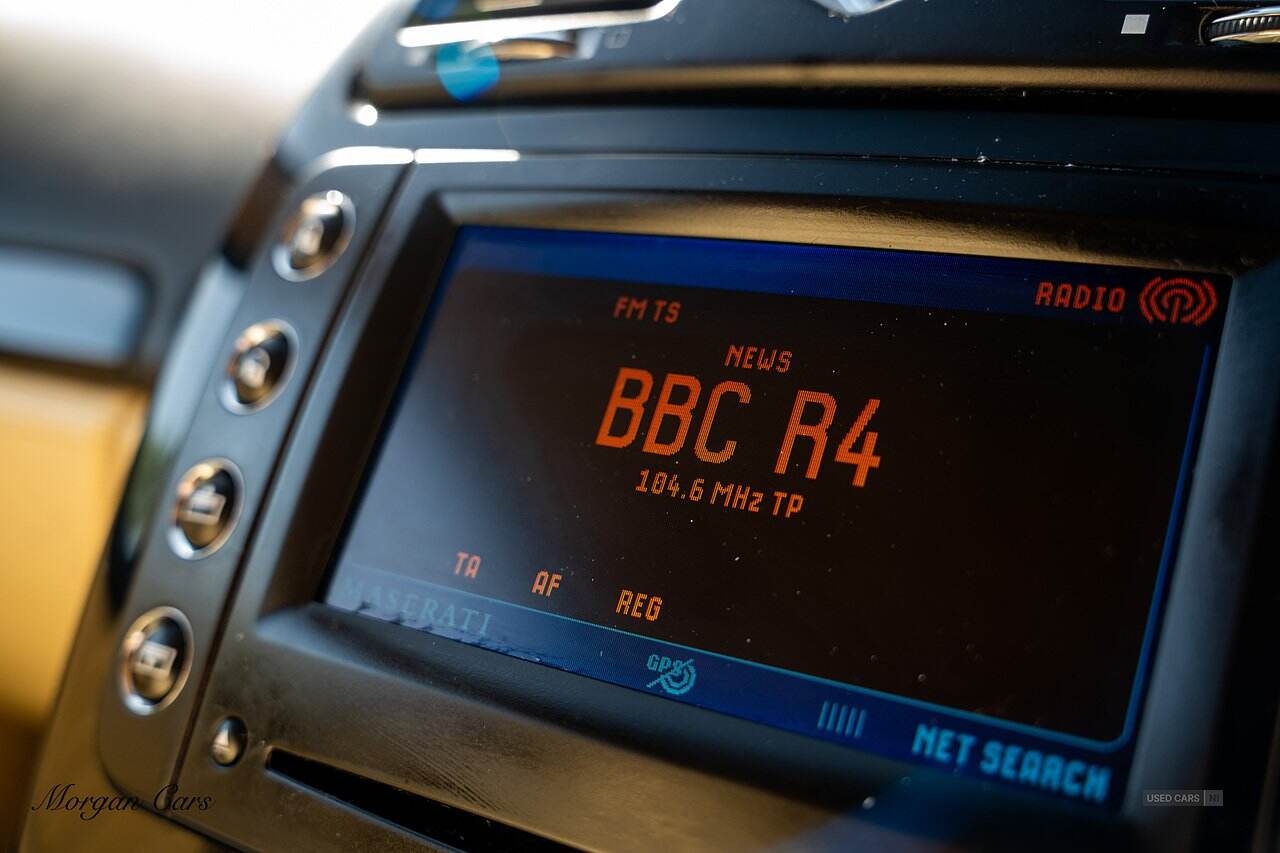 RADIO
FM TS
NEWS
BBC R4
104.6 MHz TP
TA AF REG
MASERATI
GPS
NET SEARCH
Morgan Cars
USED CARS NI